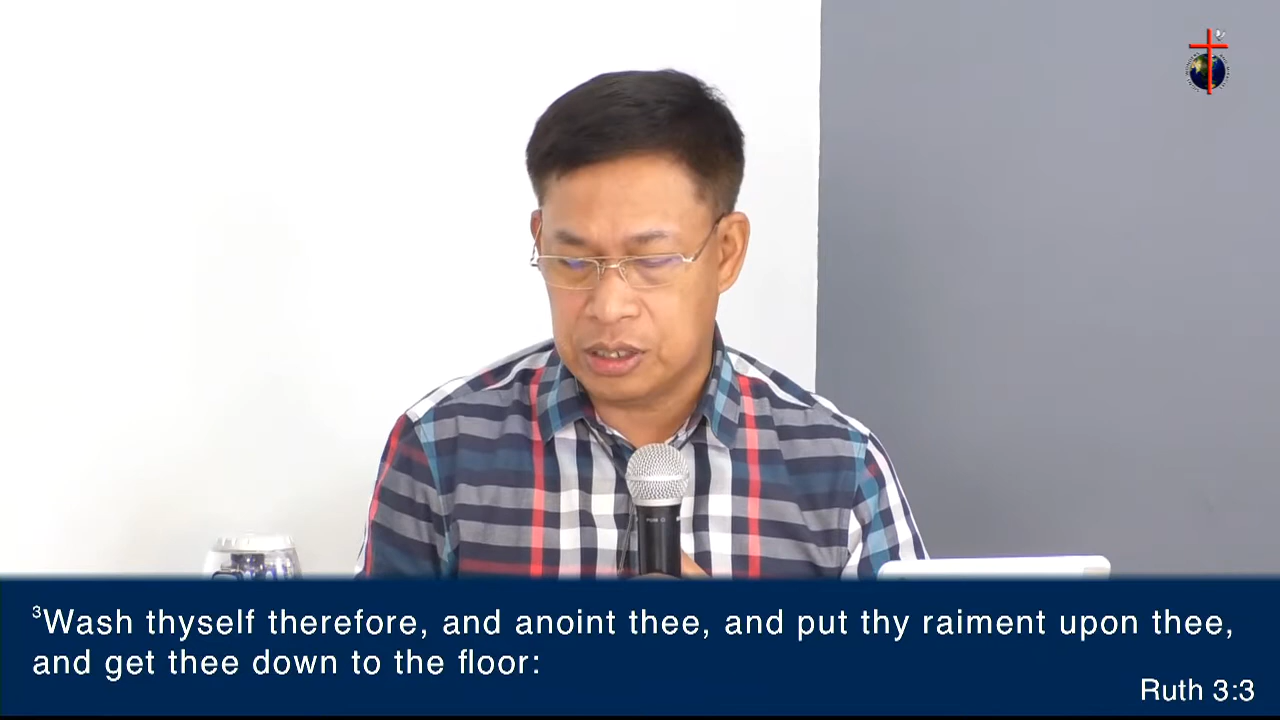 ³Wash thyself therefore, and anoint thee, and put thy raiment upon thee,
and get thee down to the floor:
Ruth 3:3